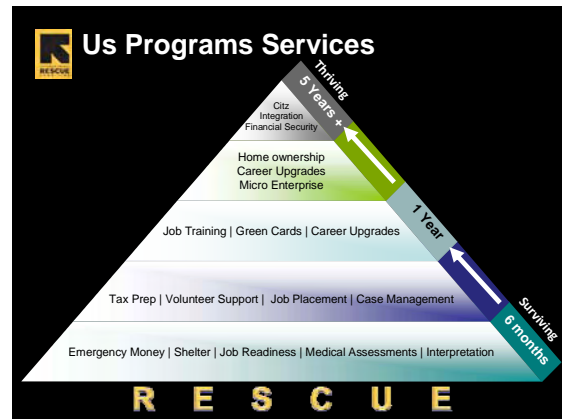 Us Programs Services
RESCUE
Thriving
5 Years +
Citz
Integration
Financial Security
Home ownership
Career Upgrades
Micro Enterprise
1 Year
Job Training | Green Cards | Career Upgrades
Tax Prep | Volunteer Support | Job Placement | Case Management
Surviving
6 months
Emergency Money | Shelter | Job Readiness | Medical Assessments | Interpretation
R E S C U E